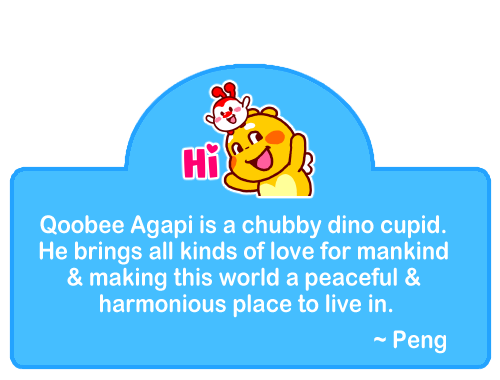 Hi
Qoobee Agapi is a chubby dino cupid.
He brings all kinds of love for mankind
& making this world a peaceful &
harmonious place to live in.
~ Peng